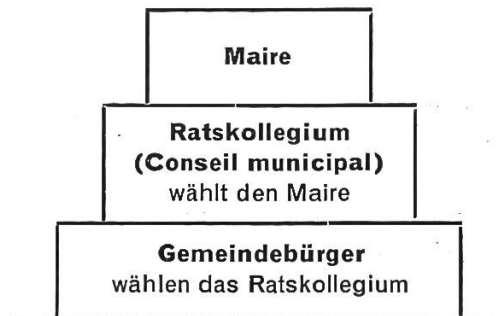 Maire
Ratskollegium
(Conseil municipal)
wählt den Maire
Gemeindebürger
wählen das Ratskollegium